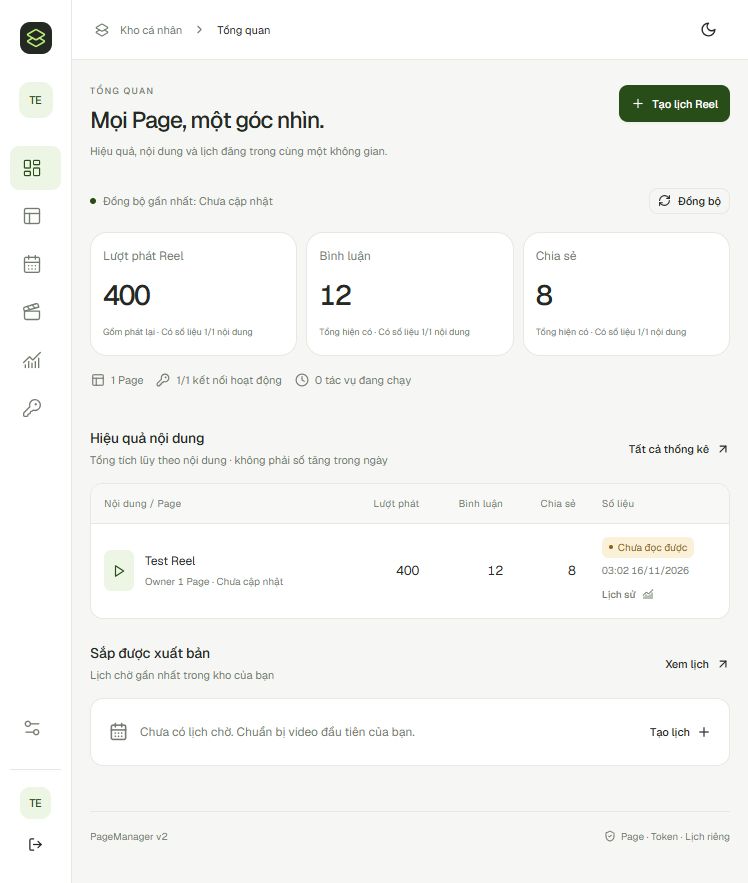 Kho cá nhân > Tổng quan
TE
TỔNG QUAN
Mọi Page, một góc nhìn.
Hiệu quả, nội dung và lịch đăng trong cùng một không gian.
+ Tạo lịch Reel
Đồng bộ gần nhất: Chưa cập nhật
Đồng bộ
Lượt phát Reel
400
Gồm phát lại · Có số liệu 1/1 nội dung
Bình luận
12
Tổng hiện có · Có số liệu 1/1 nội dung
Chia sẻ
8
Tổng hiện có · Có số liệu 1/1 nội dung
1 Page 1/1 kết nối hoạt động 0 tác vụ đang chạy
Hiệu quả nội dung
Tổng tích lũy theo nội dung · không phải số tăng trong ngày
Tất cả thống kê
Nội dung / Page Lượt phát Bình luận Chia sẻ Số liệu
Test Reel
Owner 1 Page · Chưa cập nhật
400 12 8
Chưa đọc được
03:02 16/11/2026
Lịch sử
Sắp được xuất bản
Lịch chờ gần nhất trong kho của bạn
Xem lịch
Chưa có lịch chờ. Chuẩn bị video đầu tiên của bạn.
Tạo lịch +
TE
PageManager v2
Page · Token · Lịch riêng